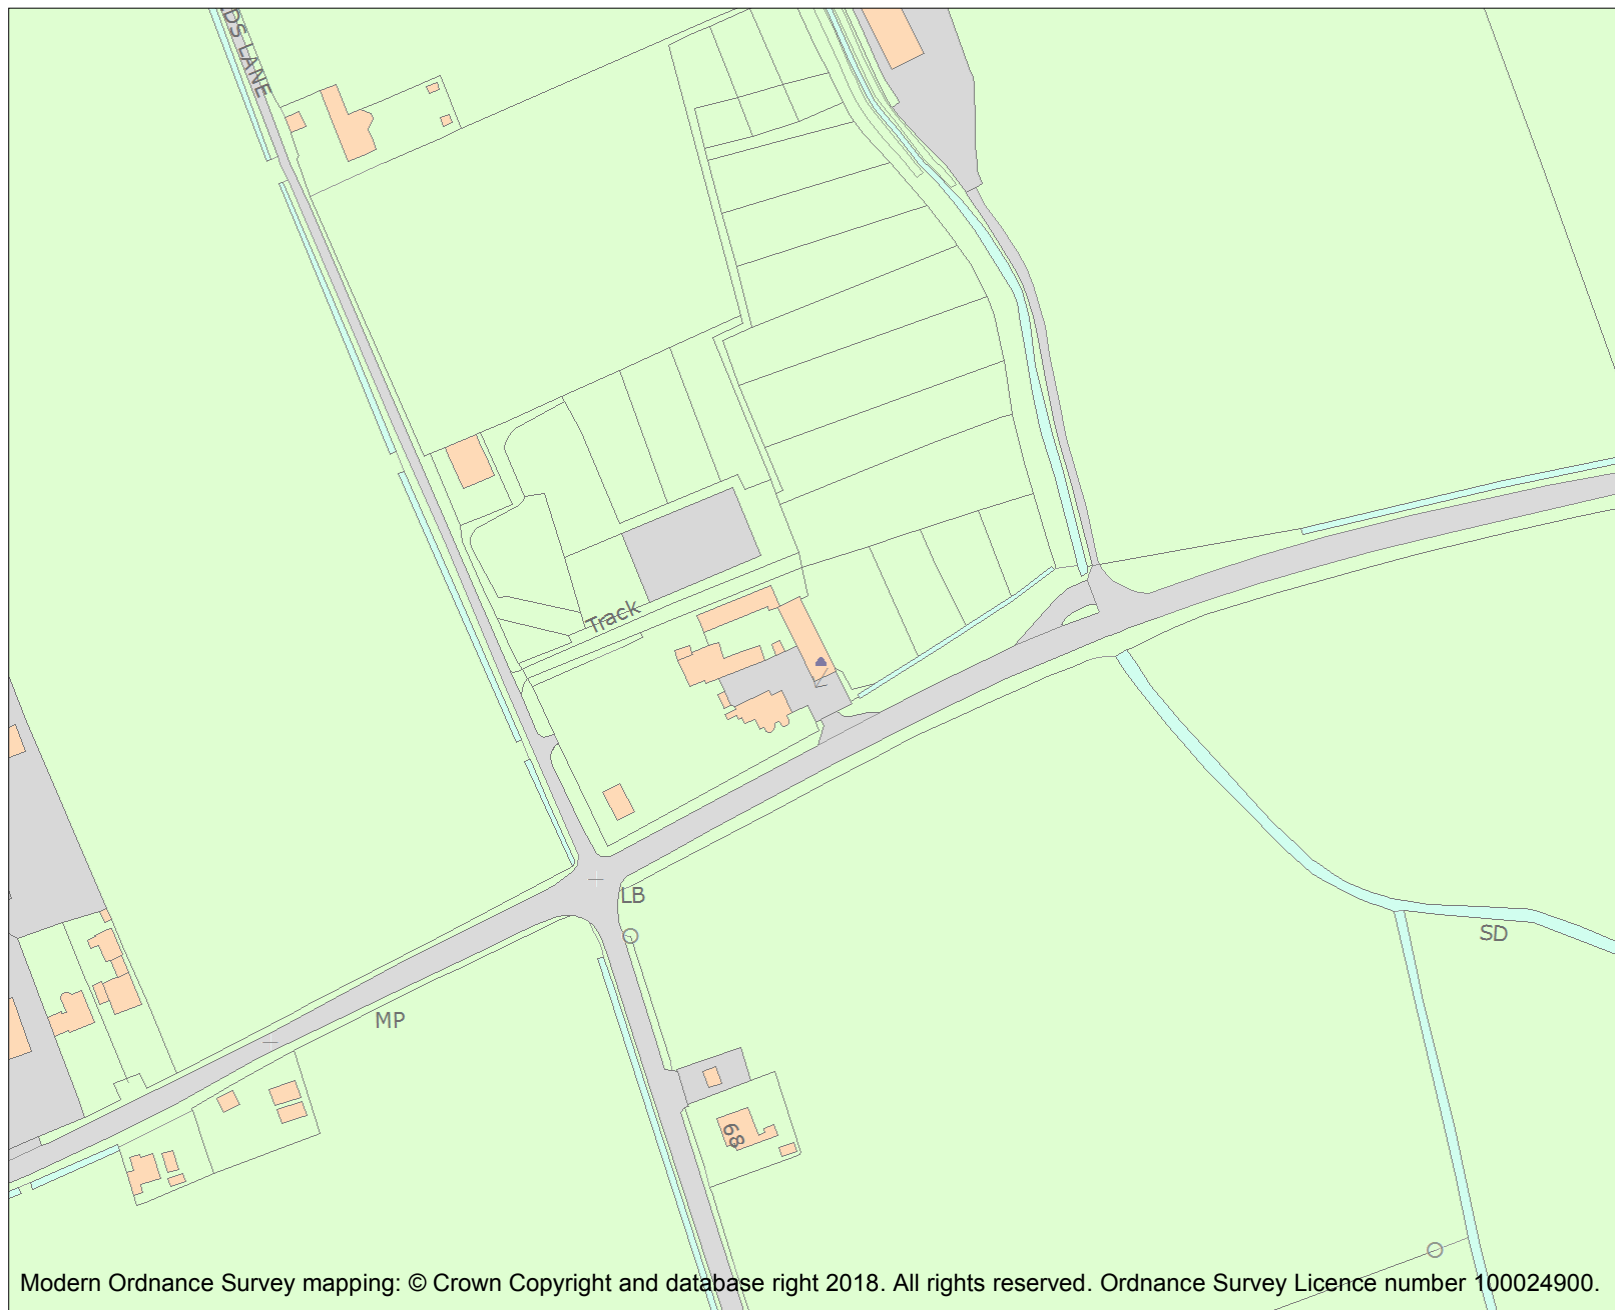 DS LANE
Track
LB
SD
MP
68
Modern Ordnance Survey mapping: © Crown Copyright and database right 2018. All rights reserved. Ordnance Survey Licence number 100024900.